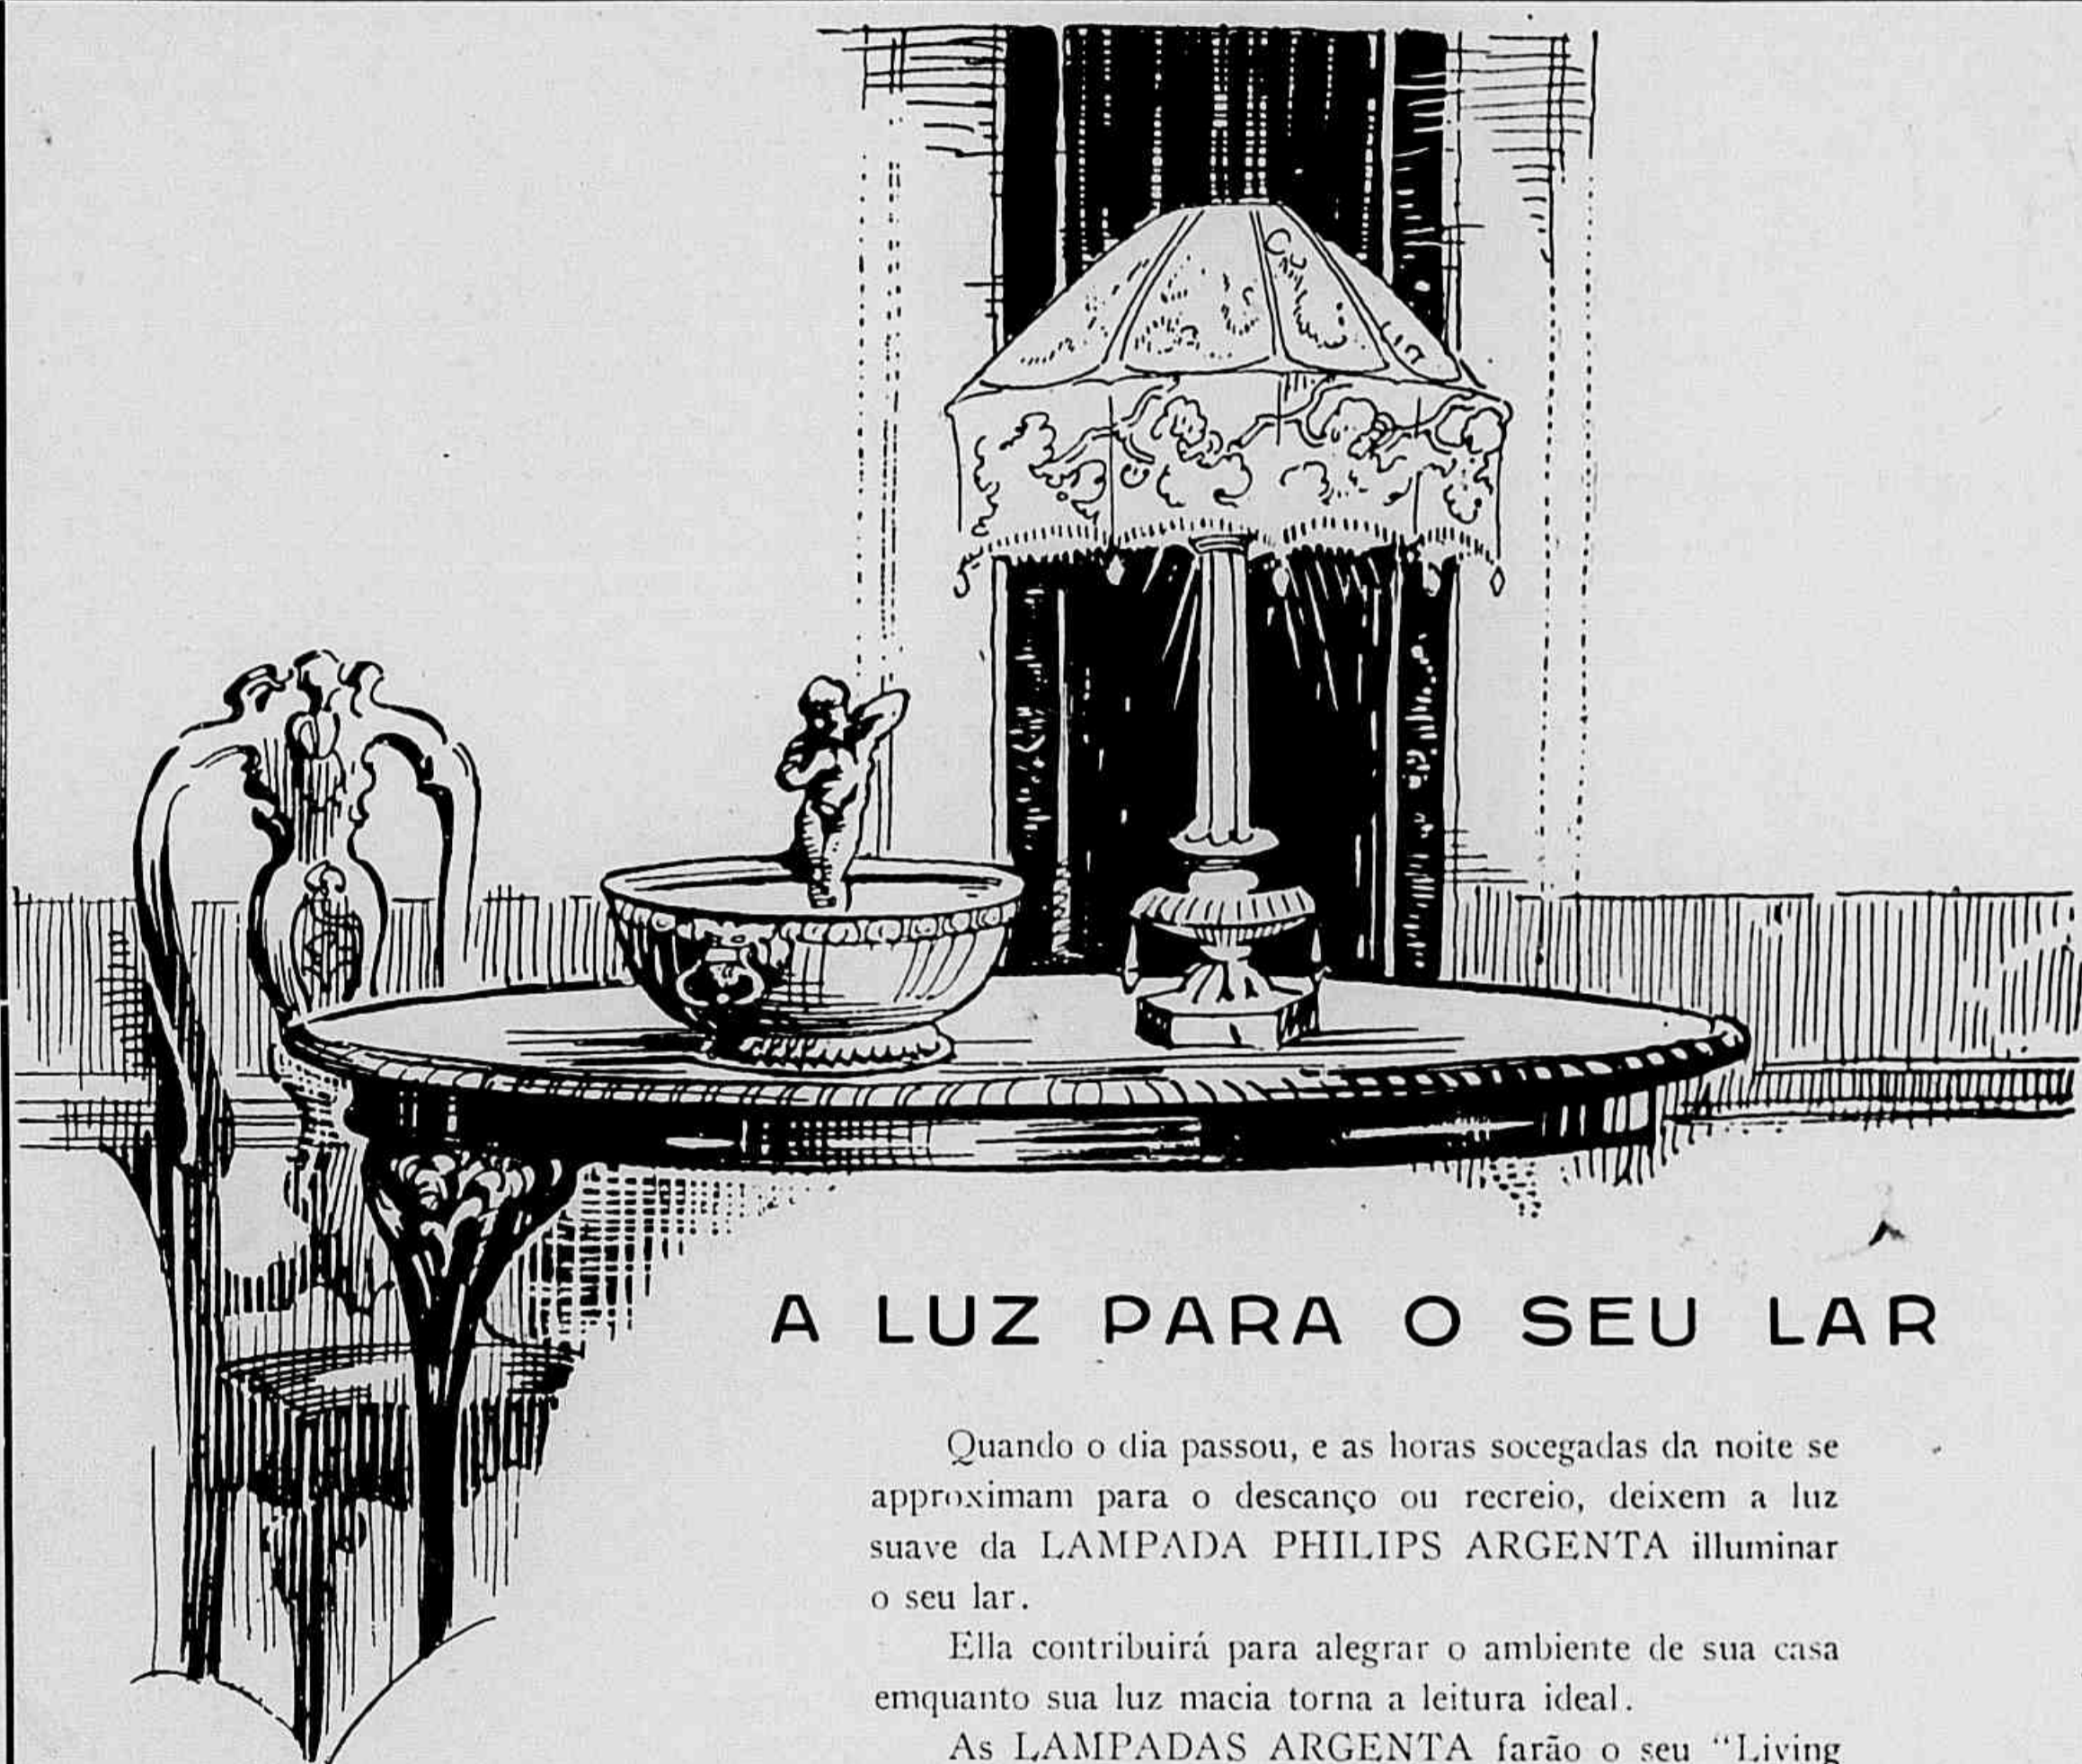 A LUZ PARA O SEU LAR
Quando o dia passou, e as horas socegadas da noite se
approximam para o descanço ou recreio, deixem a luz
suave da LAMPADA PHILIPS ARGENTA illuminar
o seu lar.
Ella contribuirá para alegrar o ambiente de sua casa
emquanto sua luz macia torna a leitura ideal.
As LAMPADAS ARGENTA farão o seu "Living